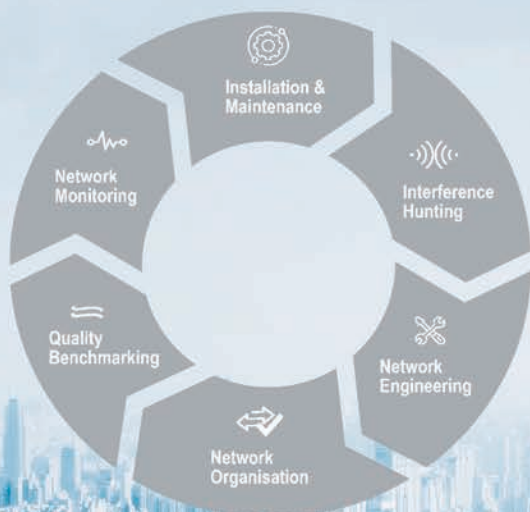 Installation &
Maintenance
Interference
Hunting
Network
Engineering
Network
Organisation
Quality
Benchmarking
Network
Monitoring